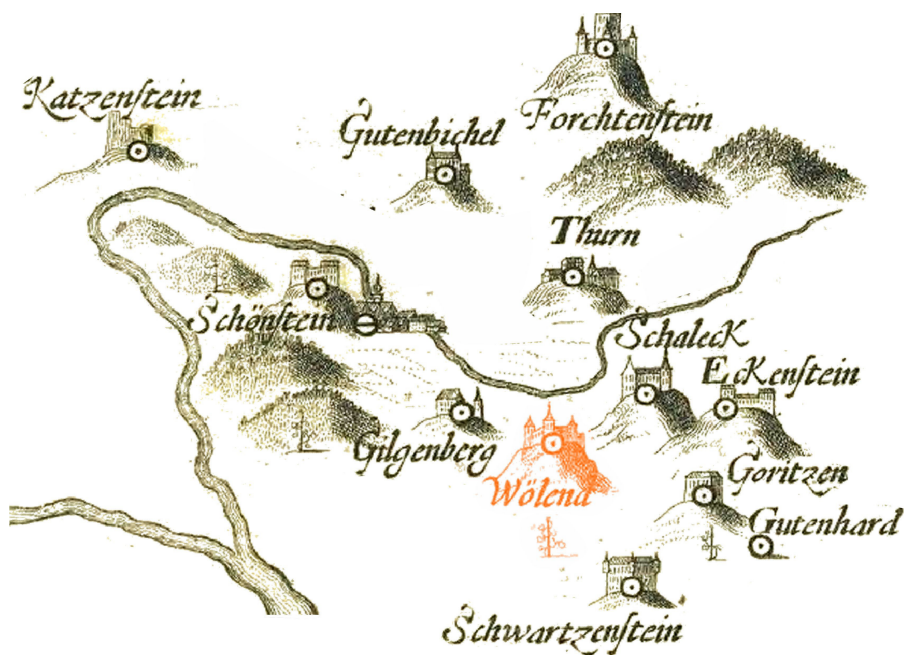 Katzenſtein
Gutenbichel
Forchtenſtein
Thurn
Schönſtein
Schaleck
Eckenſtein
Gilgenberg
Wölena
Goritzen
Gutenhard
Schwartzenſtein